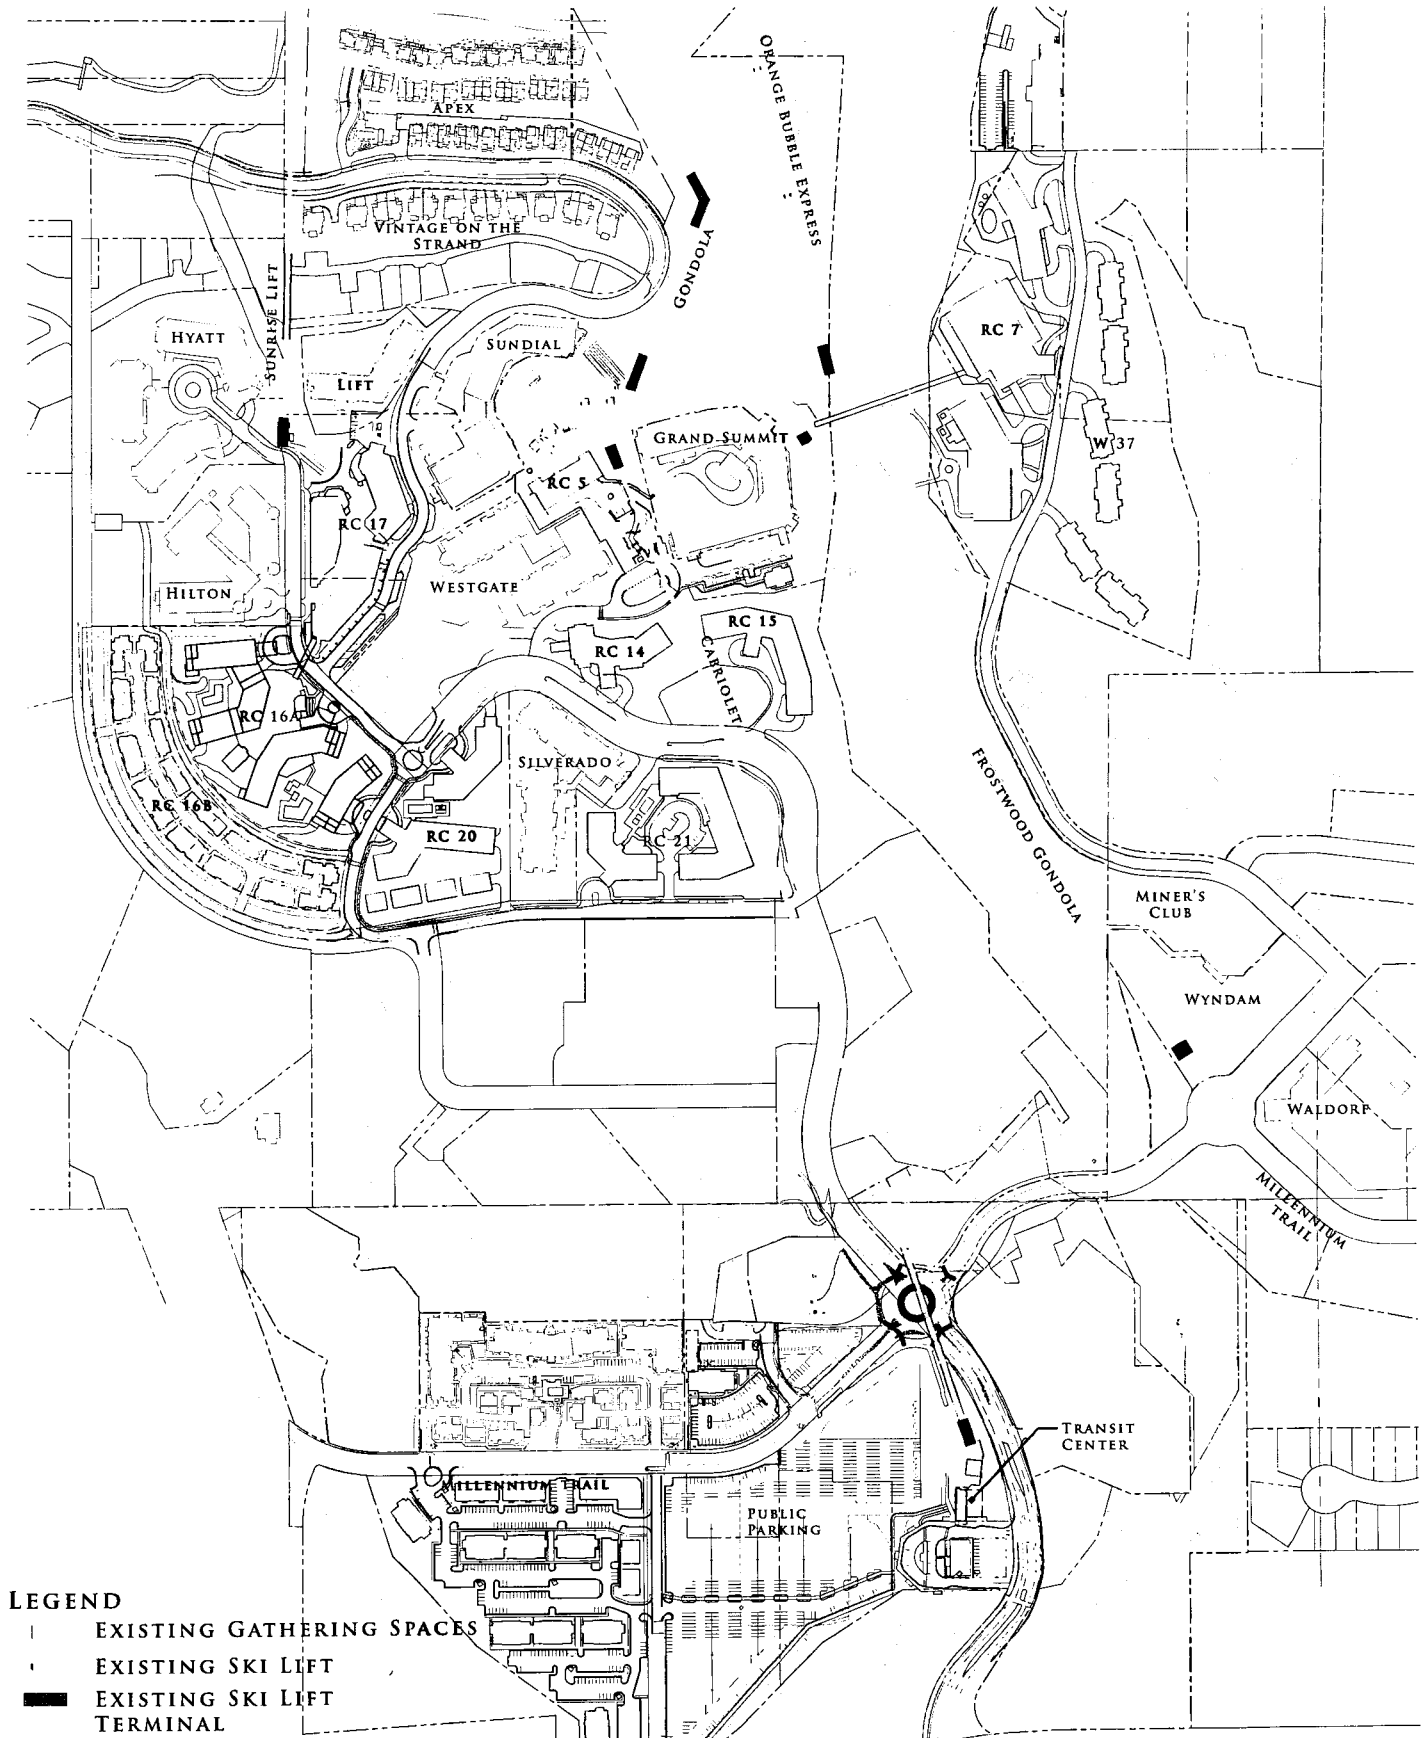 APEX
ORANGE BUBBLE EXPRESS
VINTAGE ON THE
STRAND
GONDOLA
SUNRISE LIFT
HYATT
SUNDIAL
LIFT
RC 7
GRAND SUMMIT
W 37
RC 5
RC 17
HILTON
WESTGATE
RC 15
RC 14
CABRIOLET
RC 16A
SILVERADO
RC 16B
RC 20
RC 21
FROSTWOOD GONDOLA
MINER'S
CLUB
WYNDAM
WALDORF
MILLENNIUM
TRAIL
TRANSIT
CENTER
MILLENNIUM TRAIL
PUBLIC
PARKING
LEGEND
EXISTING GATHERING SPACES
EXISTING SKI LIFT
EXISTING SKI LIFT
TERMINAL